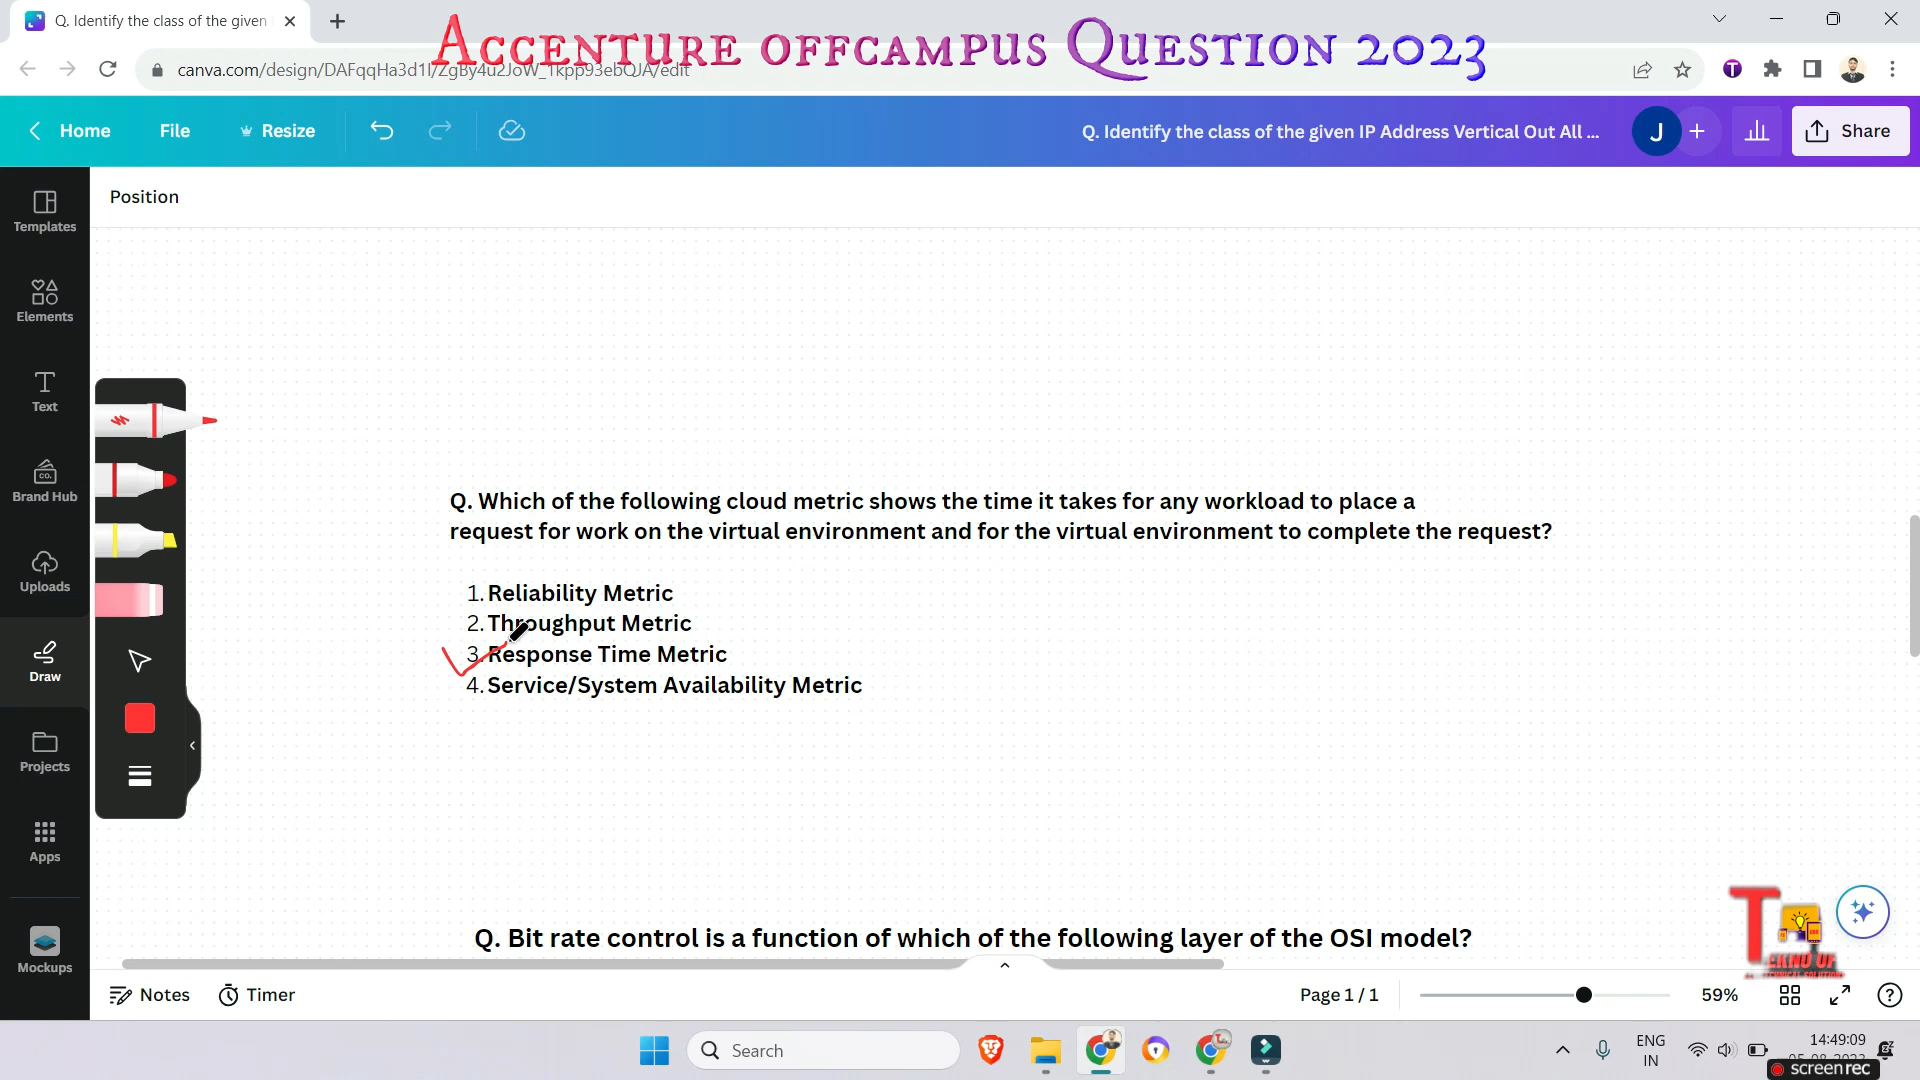 Q. Identify the class of the given
Accenture offcampus Question 2023
canva.com/design/DAFqqHa3d1I/ZgBy4u2JoW_1kpp93ebQJA/edit
Home
File
Resize
Q. Identify the class of the given IP Address Vertical Out All ...
J
Share
Position
Templates
Elements
Text
CO.
Brand Hub
Uploads
Draw
Projects
Apps
Mockups
Q. Which of the following cloud metric shows the time it takes for any workload to place a
request for work on the virtual environment and for the virtual environment to complete the request?
1. Reliability Metric
2. Throughput Metric
3. Response Time Metric
4. Service/System Availability Metric
Q. Bit rate control is a function of which of the following layer of the OSI model?
Notes
Timer
Page 1 / 1
59%
Search
ENG
IN
14:49:09
05-08-2023
screenrec